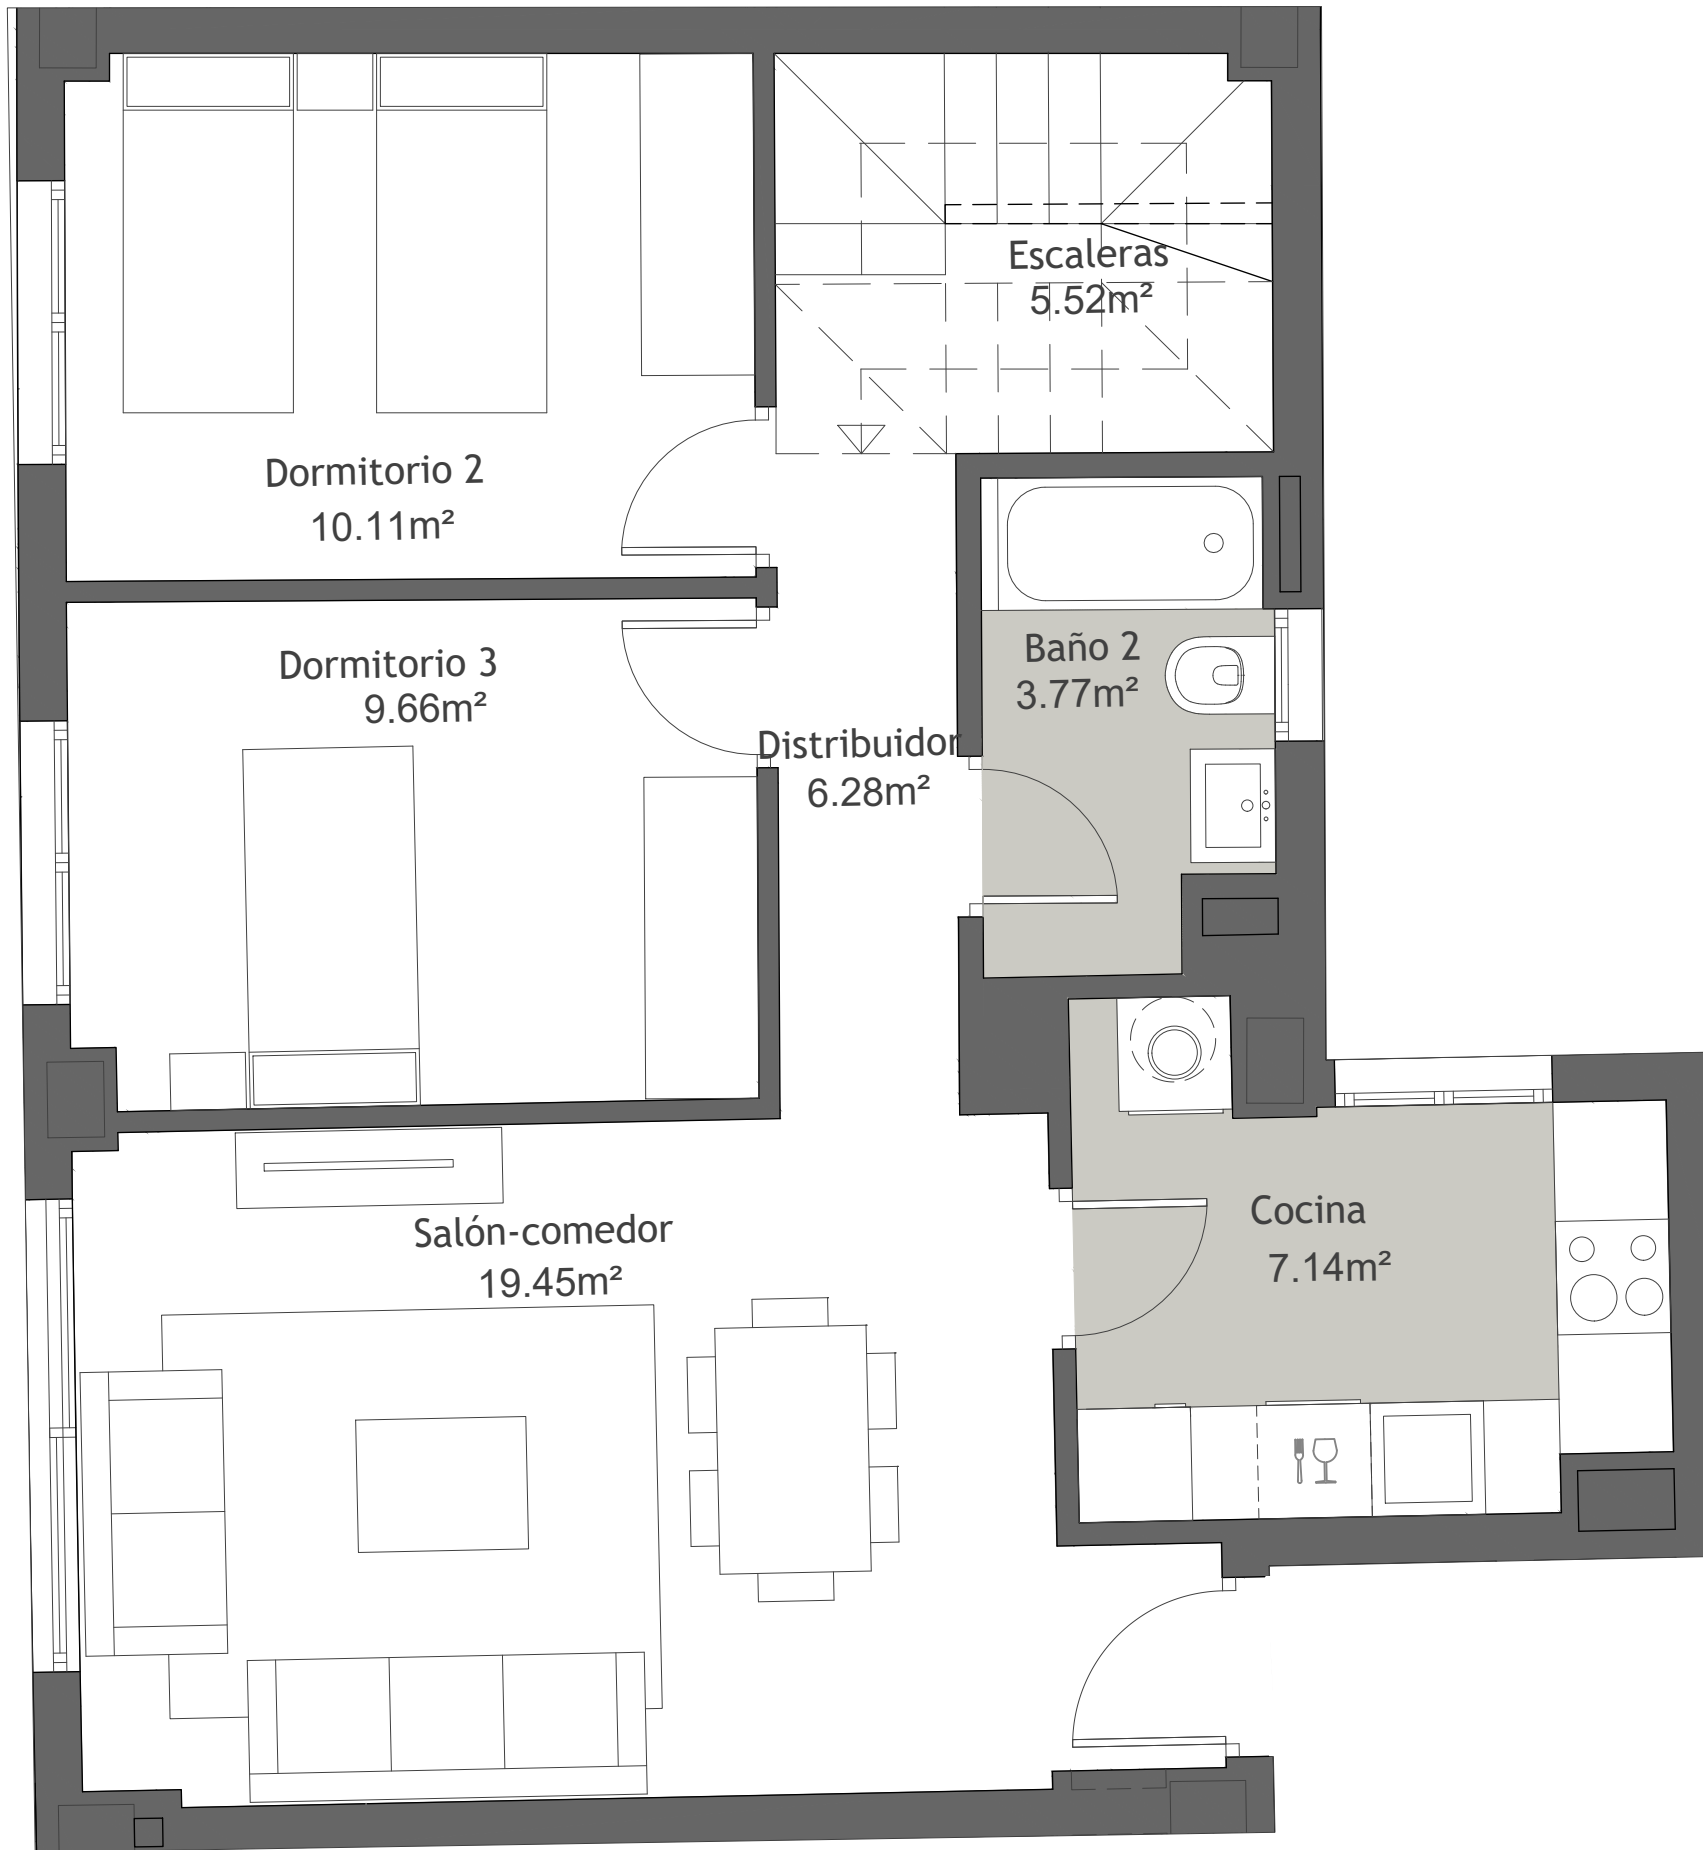 Escaleras
5.52m²
Dormitorio 2
10.11m²
Dormitorio 3
9.66m²
Baño 2
3.77m²
Distribuidor
6.28m²
Salón-comedor
19.45m²
Cocina
7.14m²